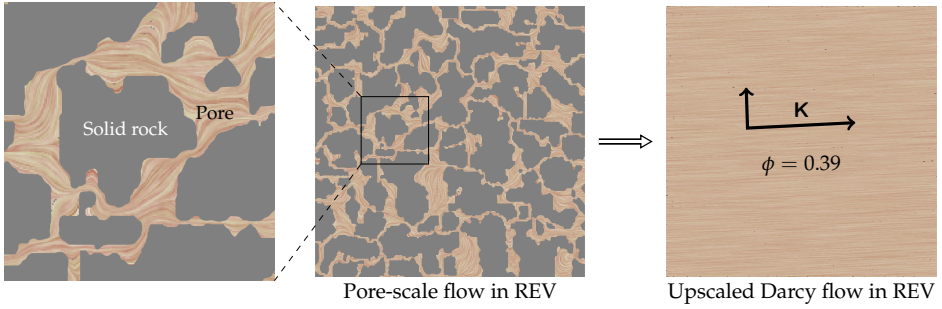 Solid rock
Pore
K
ϕ = 0.39
Pore-scale flow in REV
Upscaled Darcy flow in REV